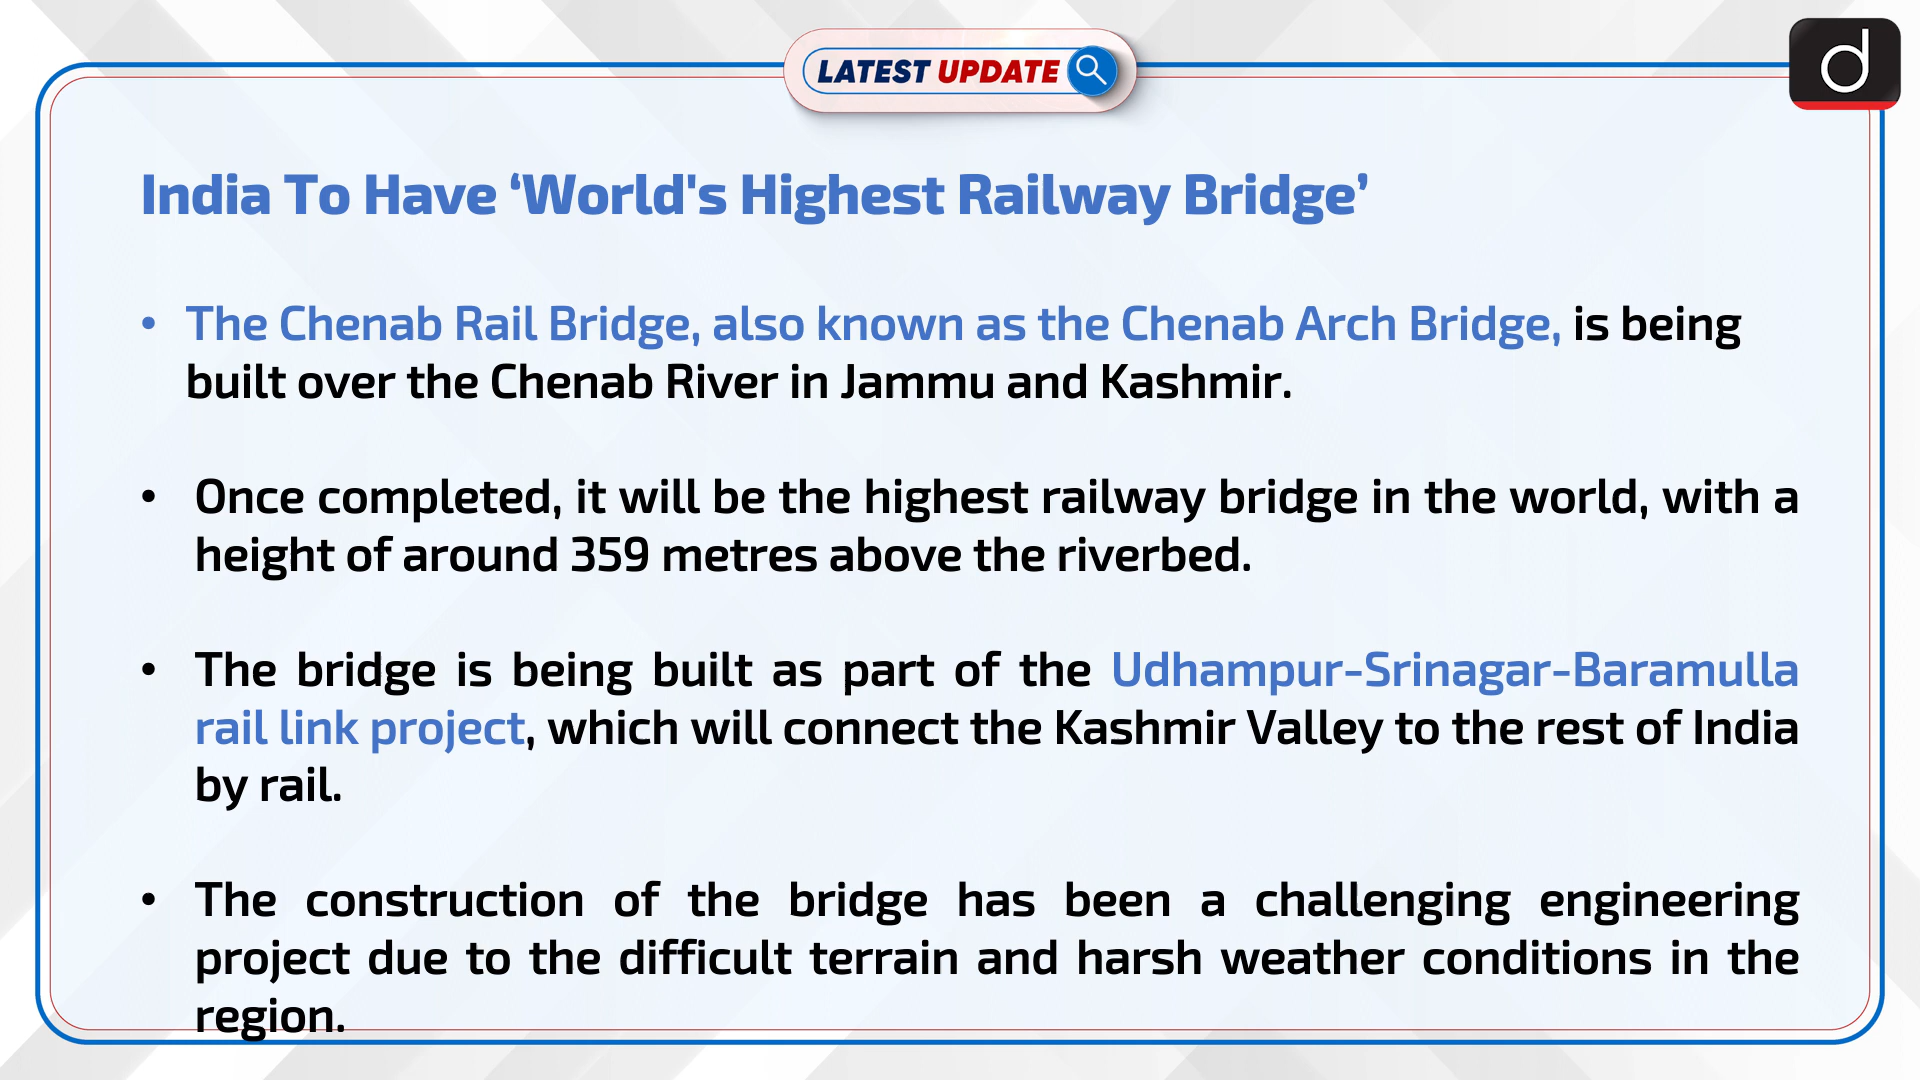 LATEST UPDATE
d
India To Have ‘World's Highest Railway Bridge’
• The Chenab Rail Bridge, also known as the Chenab Arch Bridge, is being
built over the Chenab River in Jammu and Kashmir.
• Once completed, it will be the highest railway bridge in the world, with a
height of around 359 metres above the riverbed.
• The bridge is being built as part of the Udhampur-Srinagar-Baramulla
rail link project, which will connect the Kashmir Valley to the rest of India
by rail.
• The construction of the bridge has been a challenging engineering
project due to the difficult terrain and harsh weather conditions in the
region.